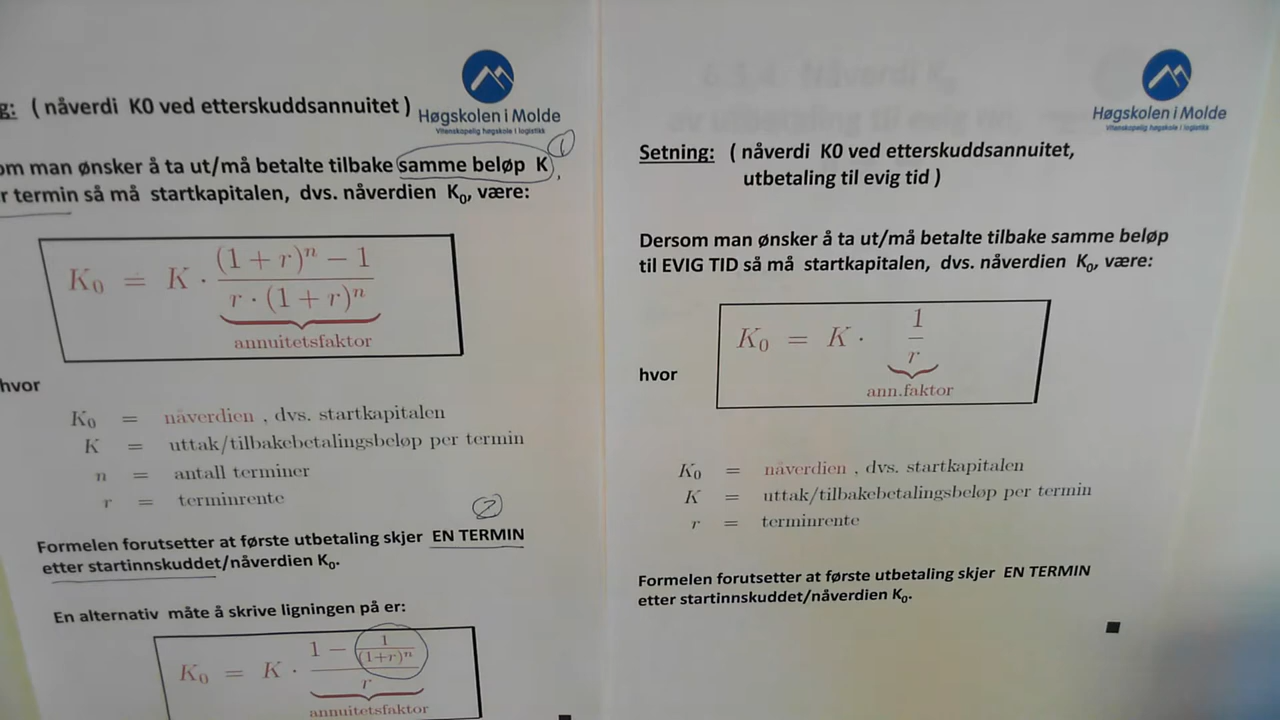 g: ( nåverdi K0 ved etterskuddsannuitet )
Høgskolen i Molde
Vitenskapelig høgskole i logistikk
1
om man ønsker å ta ut/må betalte tilbake samme beløp K,
r termin så må startkapitalen, dvs. nåverdien K₀, være:
K₀ = K · ((1 + r)ⁿ − 1) / (r · (1 + r)ⁿ)
annuitetsfaktor
hvor
K₀ = nåverdien , dvs. startkapitalen
K = uttak/tilbakebetalingsbeløp per termin
n = antall terminer
r = terminrente
2
Formelen forutsetter at første utbetaling skjer EN TERMIN
etter startinnskuddet/nåverdien K₀.
En alternativ måte å skrive ligningen på er:
K₀ = K · (1 − 1/(1+r)ⁿ) / r
annuitetsfaktor
Høgskolen i Molde
Vitenskapelig høgskole i logistikk
Setning: ( nåverdi K0 ved etterskuddsannuitet,
utbetaling til evig tid )
Dersom man ønsker å ta ut/må betalte tilbake samme beløp
til EVIG TID så må startkapitalen, dvs. nåverdien K₀, være:
K₀ = K · 1/r
ann.faktor
hvor
K₀ = nåverdien , dvs. startkapitalen
K = uttak/tilbakebetalingsbeløp per termin
r = terminrente
Formelen forutsetter at første utbetaling skjer EN TERMIN
etter startinnskuddet/nåverdien K₀.